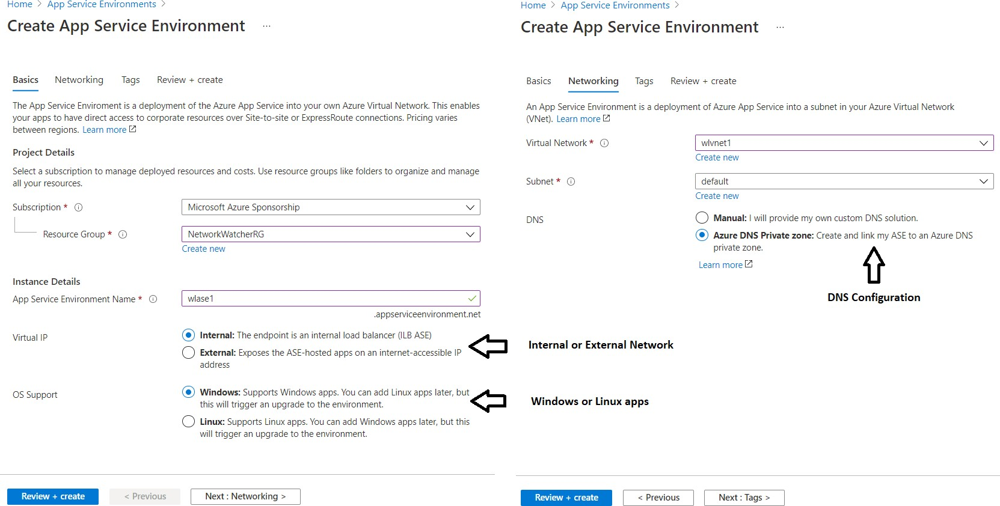 Home > App Service Environments >
Create App Service Environment ...
Basics Networking Tags Review + create
The App Service Enviroment is a deployment of the Azure App Service into your own Azure Virtual Network. This enables
your apps to have direct access to corporate resources over Site-to-site or ExpressRoute connections. Pricing varies
between regions. Learn more
Project Details
Select a subscription to manage deployed resources and costs. Use resource groups like folders to organize and manage
all your resources.
Subscription * Microsoft Azure Sponsorship
Resource Group * NetworkWatcherRG
Create new
Instance Details
App Service Environment Name * wlase1
.appserviceenvironment.net
Virtual IP
Internal: The endpoint is an internal load balancer (ILB ASE)
External: Exposes the ASE-hosted apps on an internet-accessible IP
address
OS Support
Windows: Supports Windows apps. You can add Linux apps later, but
this will trigger an upgrade to the environment.
Linux: Supports Linux apps. You can add Windows apps later, but this
will trigger an upgrade to the environment.
Review + create < Previous Next : Networking >
Home > App Service Environments >
Create App Service Environment ...
Basics Networking Tags Review + create
An App Service Environment is a deployment of Azure App Service into a subnet in your Azure Virtual Network
(VNet). Learn more
Virtual Network * wlvnet1
Create new
Subnet * default
Create new
DNS
Manual: I will provide my own custom DNS solution.
Azure DNS Private zone: Create and link my ASE to an Azure DNS
private zone.
Learn more
DNS Configuration
Internal or External Network
Windows or Linux apps
Review + create < Previous Next : Tags >